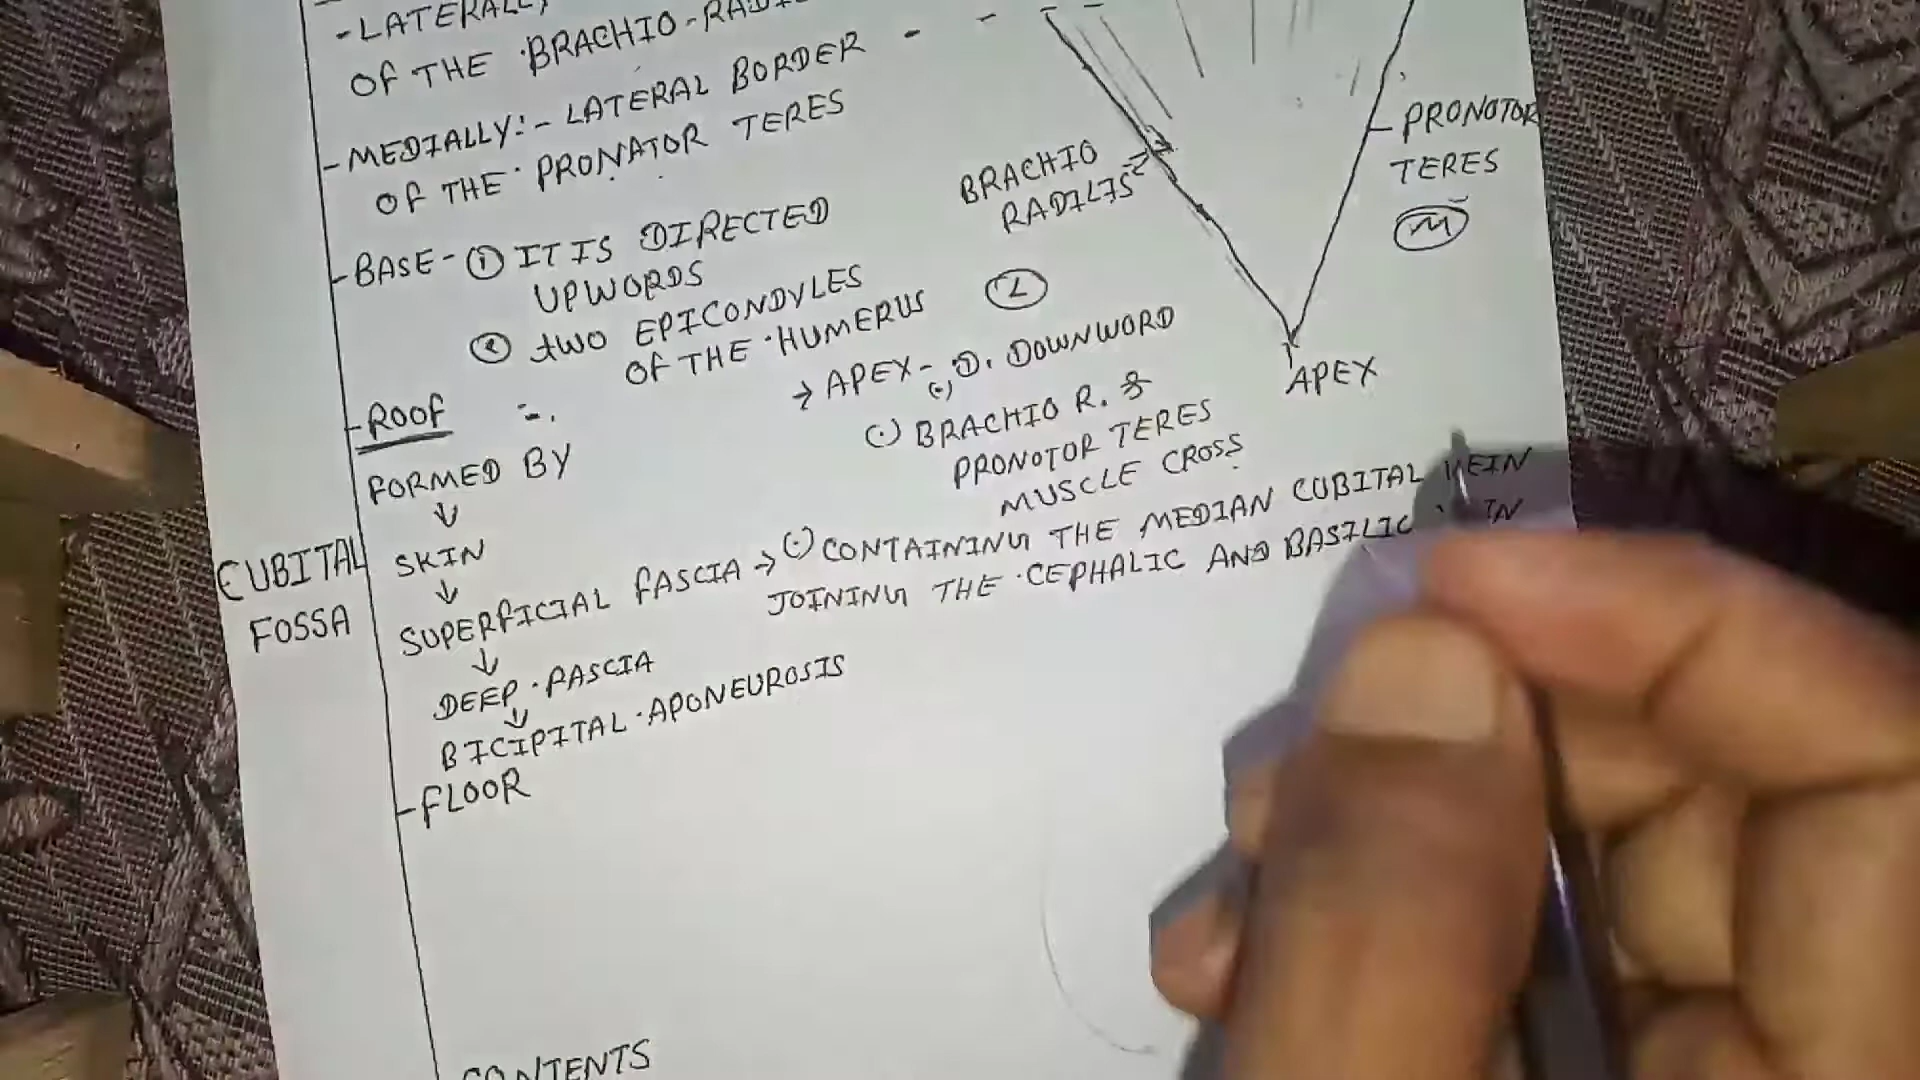 - LATERALLY
OF THE BRACHIO-RADI
- MEDIALLY:- LATERAL BORDER - -
OF THE PRONATOR TERES
- BASE - ① IT IS DIRECTED
UPWORDS
② TWO EPICONDYLES
OF THE HUMERUS
BRACHIO
RADILIS
L
PRONOTOR
TERES
M
APEX
→ APEX - ①. DOWNWORD
(·) BRACHIO R. &
PRONOTOR TERES
MUSCLE CROSS
- ROOF :-.
FORMED BY
↓
SKIN
↓
SUPERFICIAL FASCIA → (·) CONTAINING THE MEDIAN CUBITAL VEIN
JOINING THE CEPHALIC AND BASILIC
↓
DEEP FASCIA
↓
BICIPITAL APONEUROSIS
- FLOOR
CUBITAL
FOSSA
CONTENTS